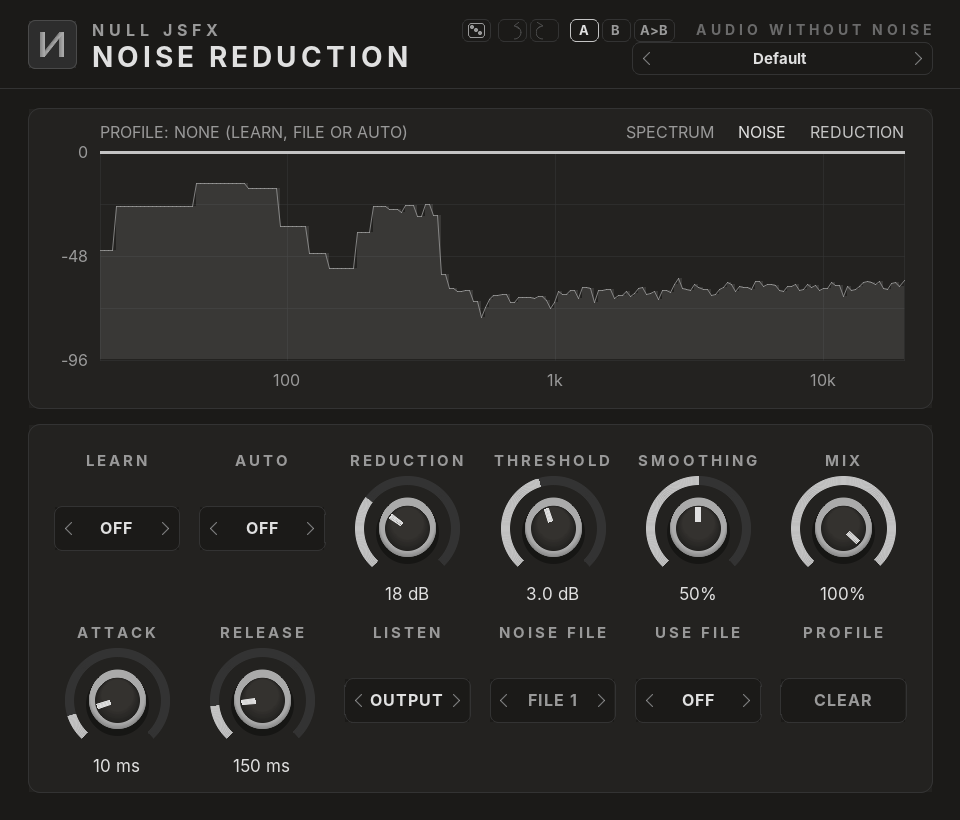 NULL JSFX
NOISE REDUCTION
A B A>B AUDIO WITHOUT NOISE
Default
PROFILE: NONE (LEARN, FILE OR AUTO) SPECTRUM NOISE REDUCTION
0
-48
-96
100 1k 10k
LEARN AUTO REDUCTION THRESHOLD SMOOTHING MIX
OFF OFF
18 dB 3.0 dB 50% 100%
ATTACK RELEASE LISTEN NOISE FILE USE FILE PROFILE
OUTPUT FILE 1 OFF CLEAR
10 ms 150 ms